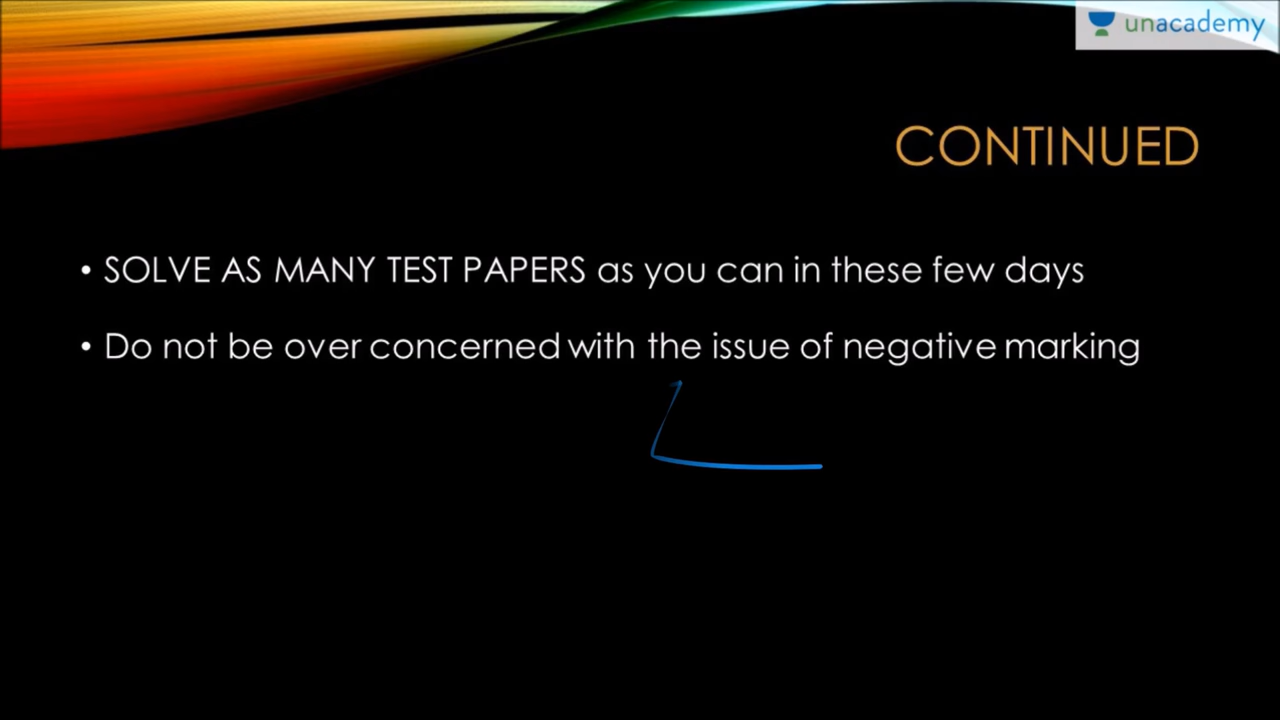 unacademy
CONTINUED
• SOLVE AS MANY TEST PAPERS as you can in these few days
• Do not be over concerned with the issue of negative marking